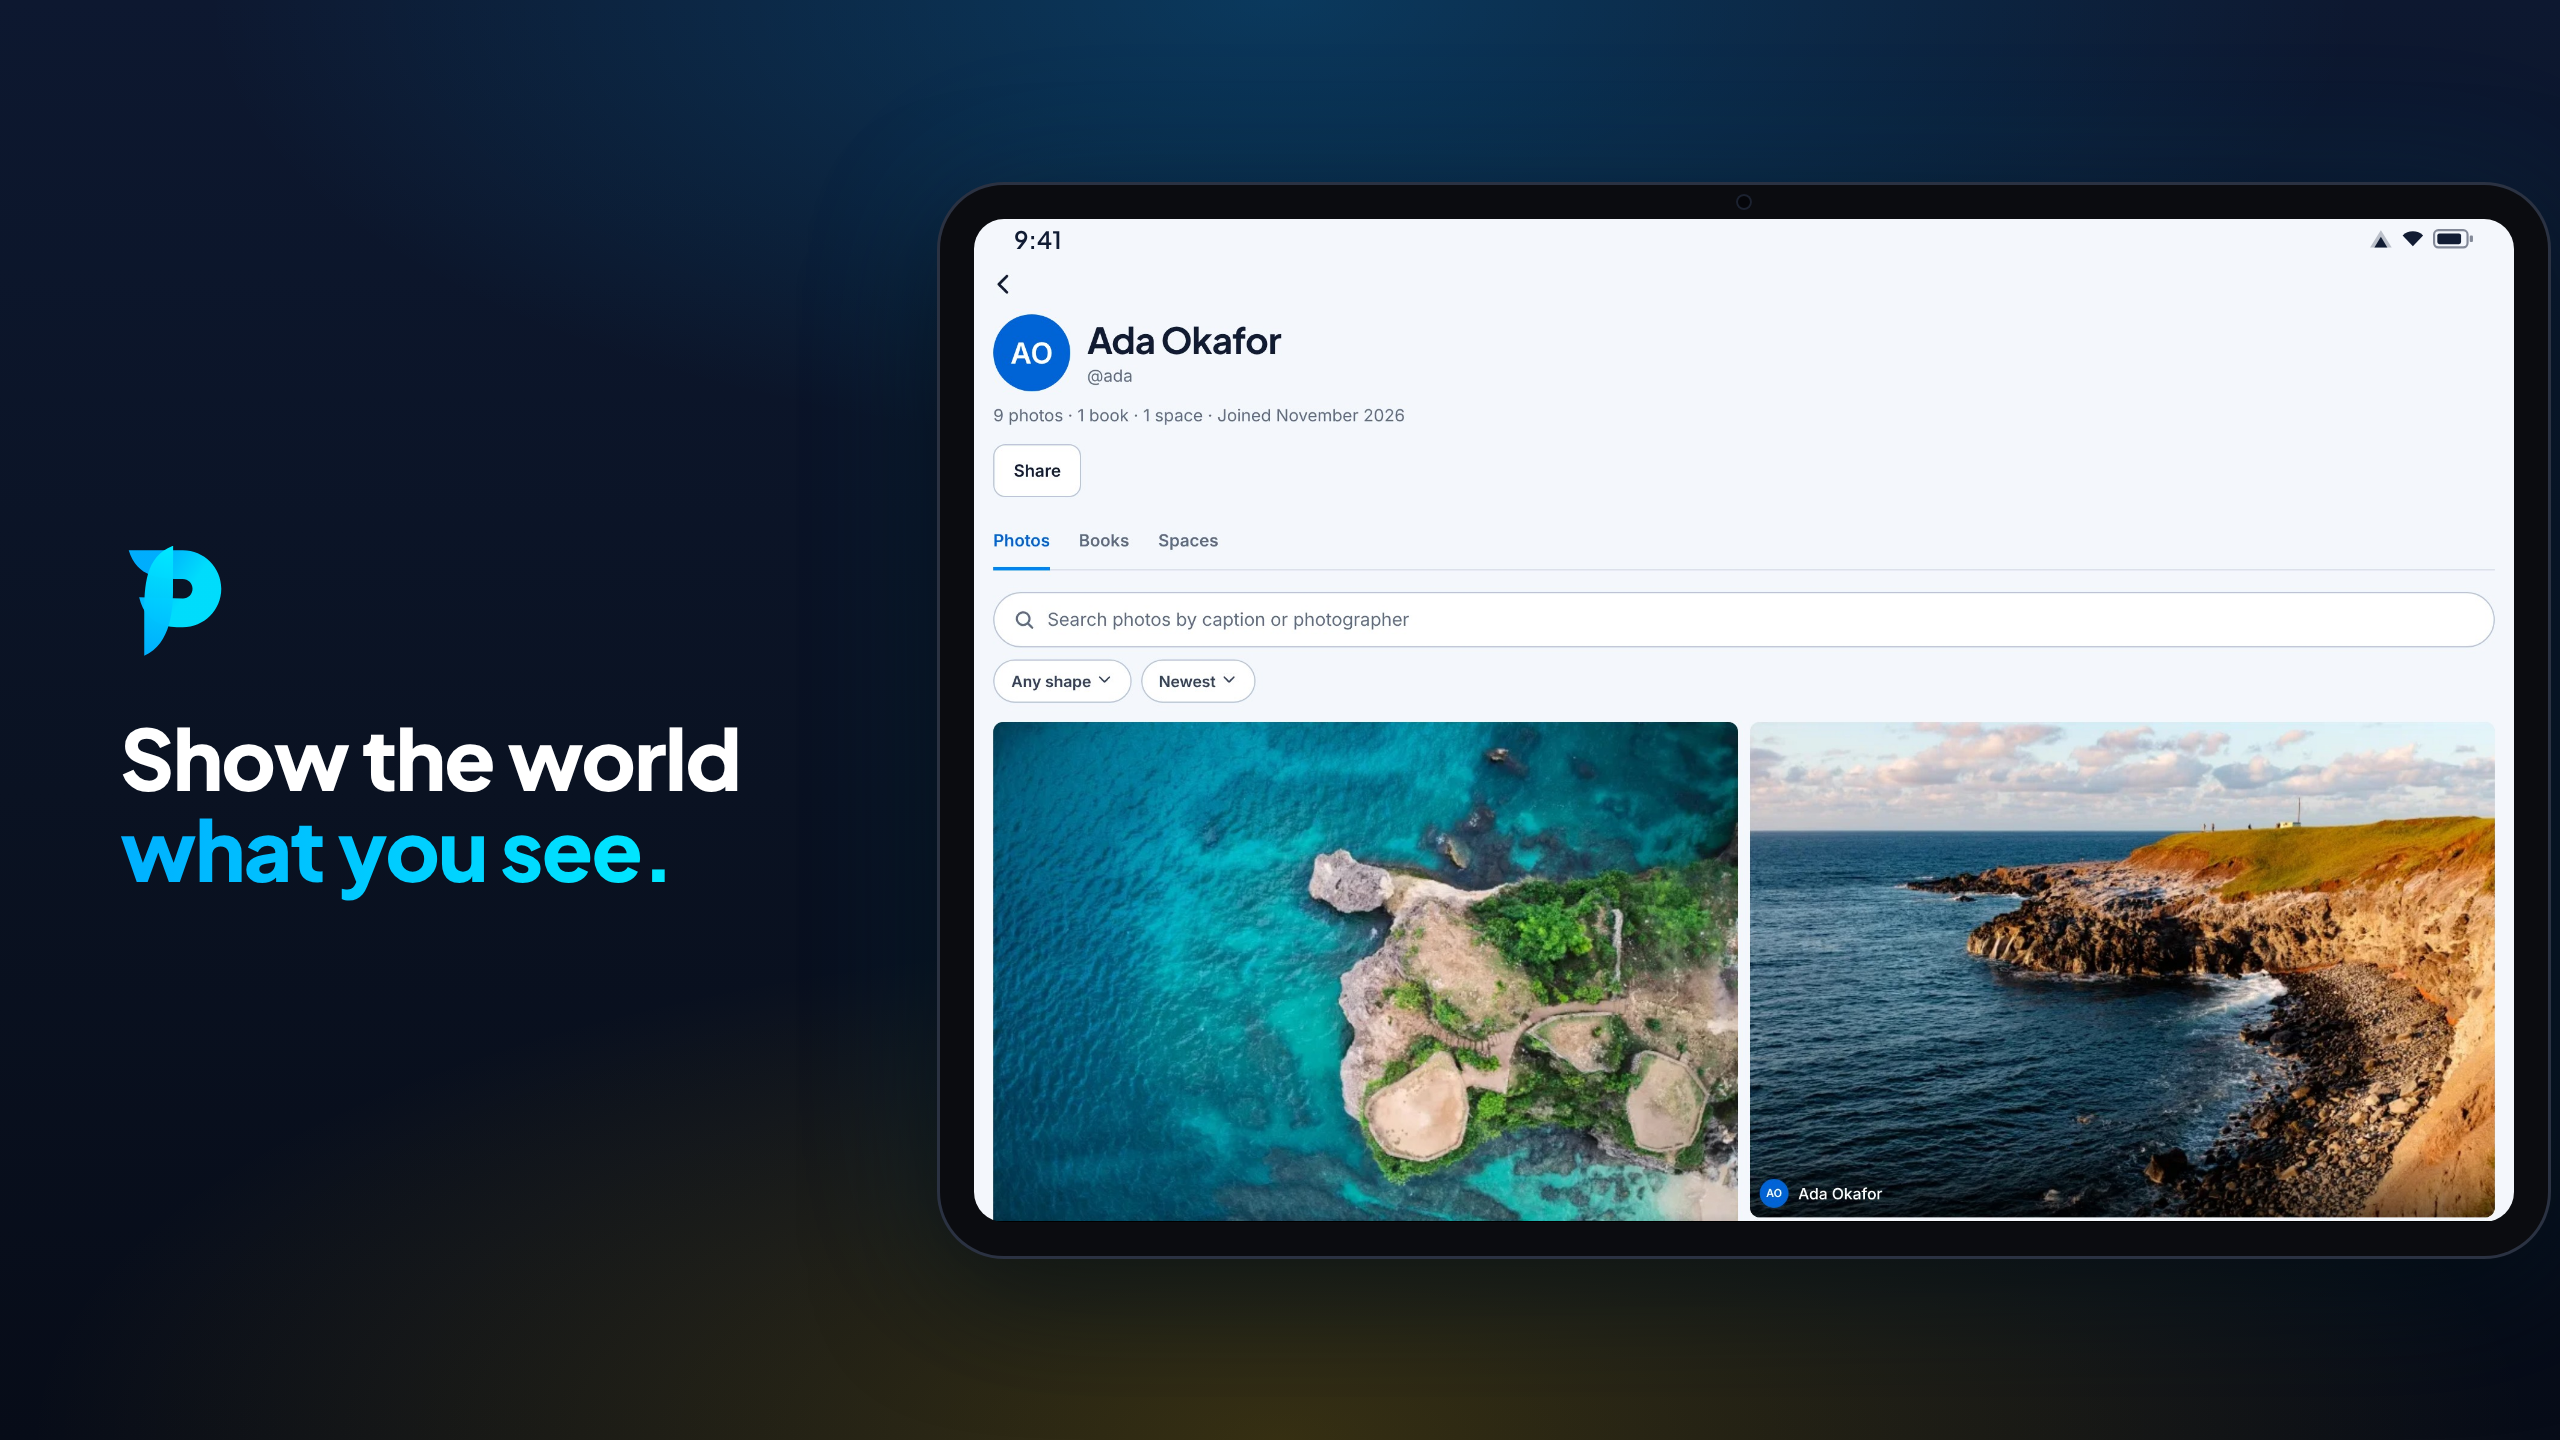 Show the world
what you see.
9:41
AO
Ada Okafor
@ada
9 photos · 1 book · 1 space · Joined November 2026
Share
Photos Books Spaces
Search photos by caption or photographer
Any shape Newest
AO Ada Okafor